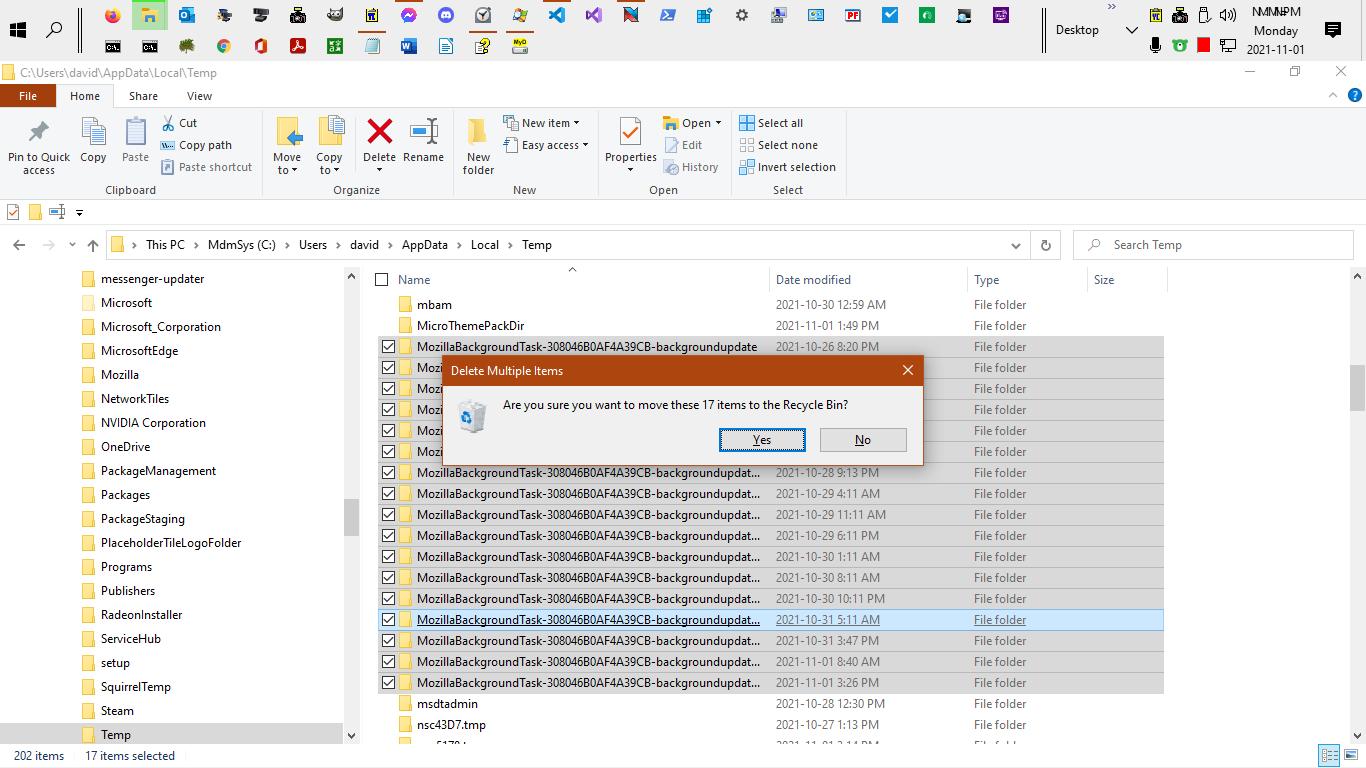 Desktop
Monday
2021-11-01
C:\Users\david\AppData\Local\Temp
File
Home
Share
View
Pin to Quick access
Copy
Paste
Cut
Copy path
Paste shortcut
Move to
Copy to
Delete
Rename
New folder
New item
Easy access
Properties
Open
Edit
History
Select all
Select none
Invert selection
Clipboard
Organize
New
Open
Select
This PC
MdmSys (C:)
Users
david
AppData
Local
Temp
Search Temp
messenger-updater
Microsoft
Microsoft_Corporation
MicrosoftEdge
Mozilla
NetworkTiles
NVIDIA Corporation
OneDrive
PackageManagement
Packages
PackageStaging
PlaceholderTileLogoFolder
Programs
Publishers
RadeonInstaller
ServiceHub
setup
SquirrelTemp
Steam
Temp
Name Date modified Type Size
mbam 2021-10-30 12:59 AM File folder
MicroThemePackDir 2021-11-01 1:49 PM File folder
MozillaBackgroundTask-308046B0AF4A39CB-backgroundupdate 2021-10-26 8:20 PM File folder
File folder
File folder
File folder
File folder
File folder
Delete Multiple Items
Are you sure you want to move these 17 items to the Recycle Bin?
Yes
No
MozillaBackgroundTask-308046B0AF4A39CB-backgroundupdat... 2021-10-28 9:13 PM File folder
MozillaBackgroundTask-308046B0AF4A39CB-backgroundupdat... 2021-10-29 4:11 AM File folder
MozillaBackgroundTask-308046B0AF4A39CB-backgroundupdat... 2021-10-29 11:11 AM File folder
MozillaBackgroundTask-308046B0AF4A39CB-backgroundupdat... 2021-10-29 6:11 PM File folder
MozillaBackgroundTask-308046B0AF4A39CB-backgroundupdat... 2021-10-30 1:11 AM File folder
MozillaBackgroundTask-308046B0AF4A39CB-backgroundupdat... 2021-10-30 8:11 AM File folder
MozillaBackgroundTask-308046B0AF4A39CB-backgroundupdat... 2021-10-30 10:11 PM File folder
MozillaBackgroundTask-308046B0AF4A39CB-backgroundupdat... 2021-10-31 5:11 AM File folder
MozillaBackgroundTask-308046B0AF4A39CB-backgroundupdat... 2021-10-31 3:47 PM File folder
MozillaBackgroundTask-308046B0AF4A39CB-backgroundupdat... 2021-11-01 8:40 AM File folder
MozillaBackgroundTask-308046B0AF4A39CB-backgroundupdat... 2021-11-01 3:26 PM File folder
msdtadmin 2021-10-28 12:30 PM File folder
nsc43D7.tmp 2021-10-27 1:13 PM File folder
202 items
17 items selected